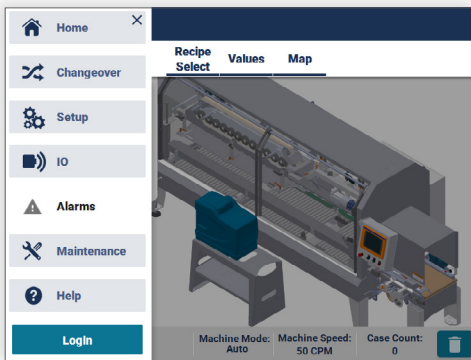 Home
Changeover
Setup
IO
Alarms
Maintenance
? Help
LogIn
Recipe
Select
Values
Map
Machine Mode:
Auto
Machine Speed:
50 CPM
Case Count:
0